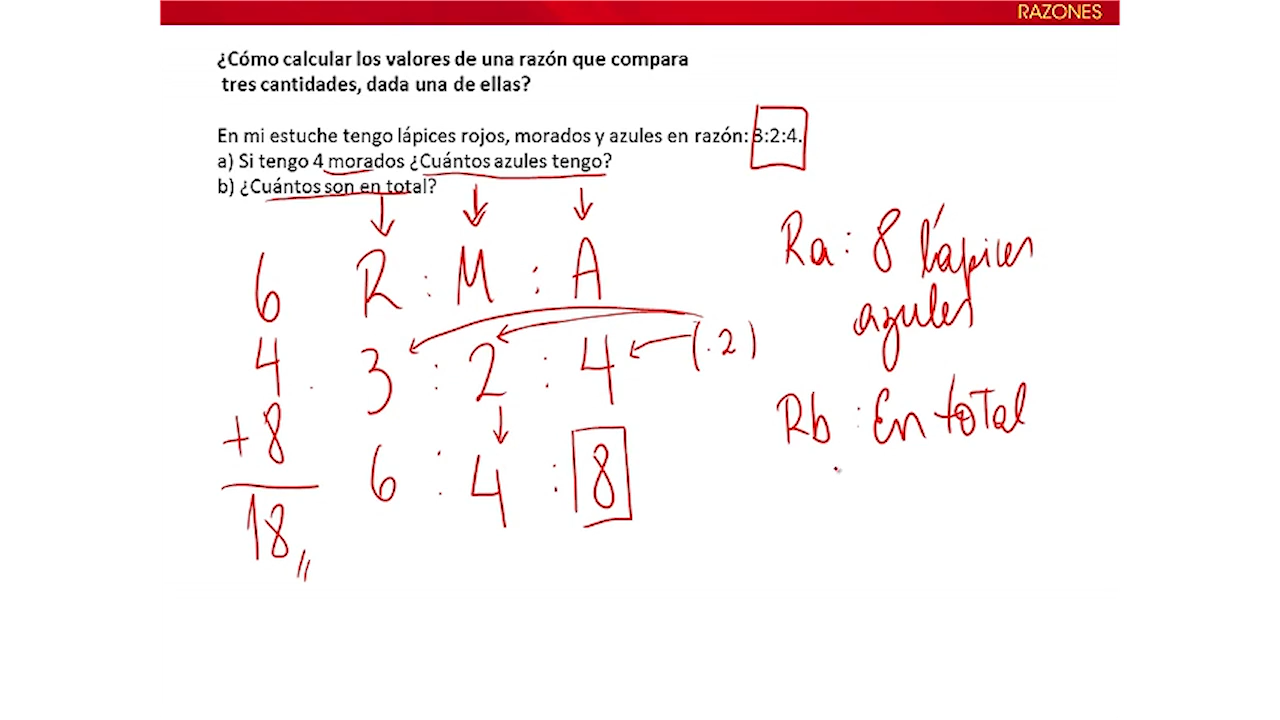 RAZONES
¿Cómo calcular los valores de una razón que compara
tres cantidades, dada una de ellas?
En mi estuche tengo lápices rojos, morados y azules en razón: 3:2:4.
a) Si tengo 4 morados ¿Cuántos azules tengo?
b) ¿Cuántos son en total?
R : M : A
3 : 2 : 4 (.2)
6 : 4 : 8
6
4
+ 8
18,,
Ra: 8 lápices
azules
Rb : En total